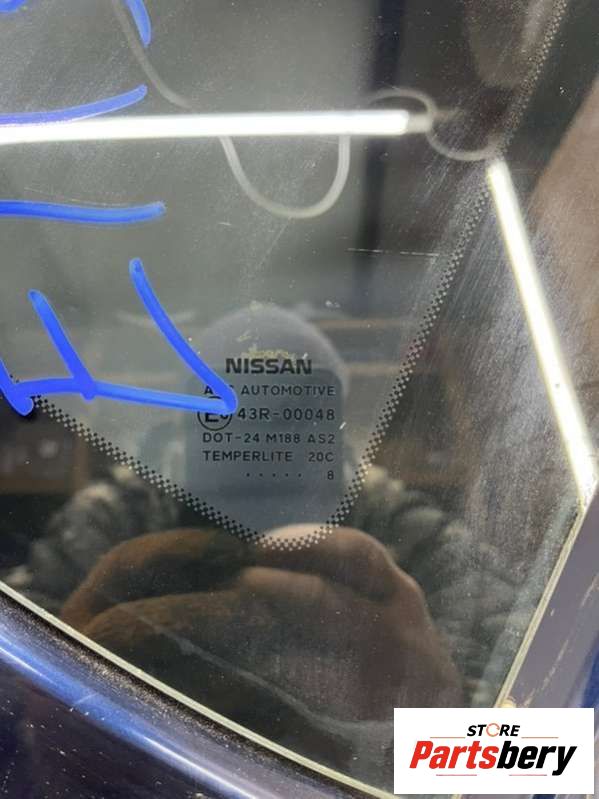 NISSAN
AUTOMOTIVE
43R-00048
DOT-24 M188 AS2
TEMPERLITE 20C
..... 8
STORE
Partsbery